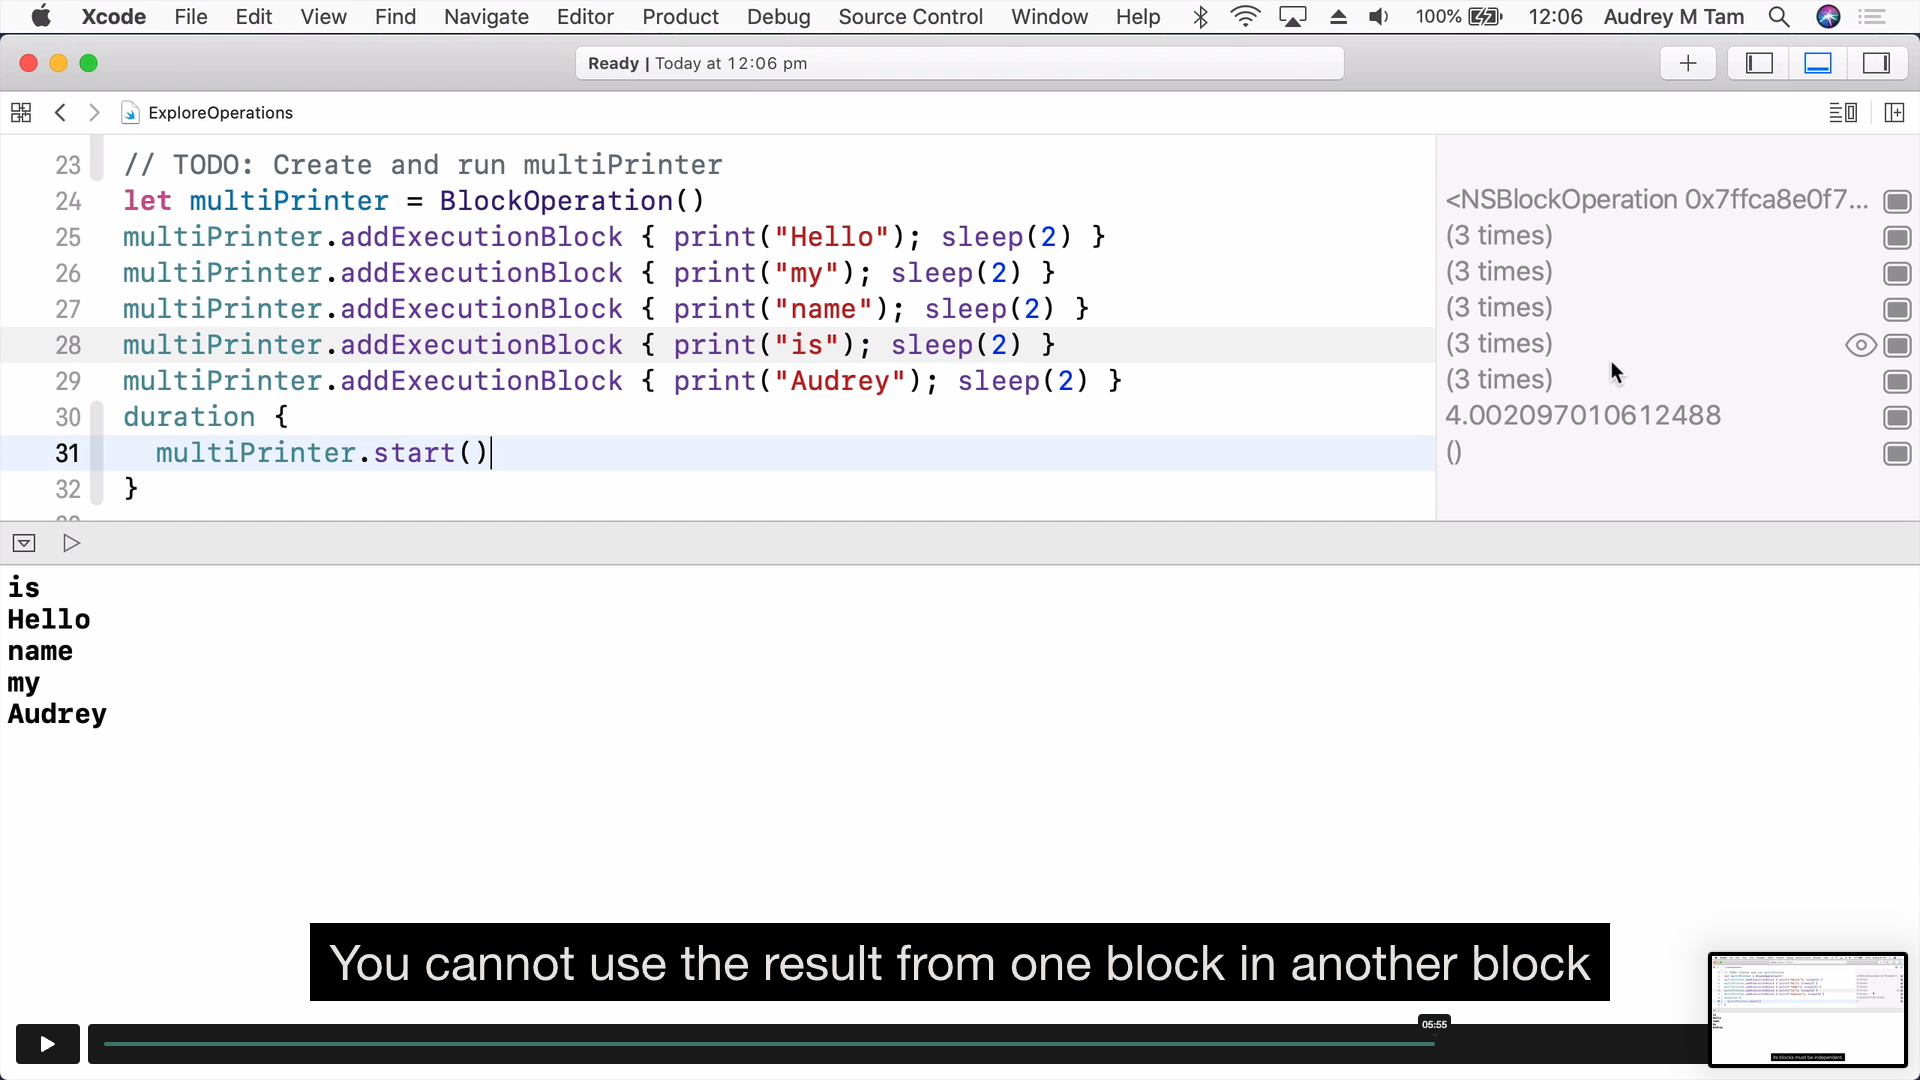 Xcode File Edit View Find Navigate Editor Product Debug Source Control Window Help 100% 12:06 Audrey M Tam
Ready | Today at 12:06 pm
ExploreOperations
23 // TODO: Create and run multiPrinter
24 let multiPrinter = BlockOperation() <NSBlockOperation 0x7ffca8e0f7...
25 multiPrinter.addExecutionBlock { print("Hello"); sleep(2) } (3 times)
26 multiPrinter.addExecutionBlock { print("my"); sleep(2) } (3 times)
27 multiPrinter.addExecutionBlock { print("name"); sleep(2) } (3 times)
28 multiPrinter.addExecutionBlock { print("is"); sleep(2) } (3 times)
29 multiPrinter.addExecutionBlock { print("Audrey"); sleep(2) } (3 times)
30 duration { 4.002097010612488
31 multiPrinter.start() ()
32 }
is
Hello
name
my
Audrey
You cannot use the result from one block in another block
05:55